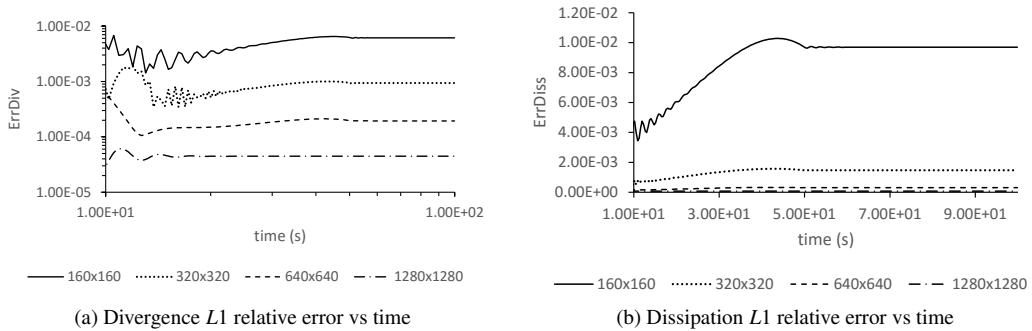 1.00E-02
1.00E-03
1.00E-04
1.00E-05
ErrDiv
1.00E+01
1.00E+02
time (s)
160x160
320x320
640x640
1280x1280
(a) Divergence L1 relative error vs time
1.20E-02
1.00E-02
8.00E-03
6.00E-03
4.00E-03
2.00E-03
0.00E+00
ErrDiss
1.00E+01
3.00E+01
5.00E+01
7.00E+01
9.00E+01
time (s)
160x160
320x320
640x640
1280x1280
(b) Dissipation L1 relative error vs time